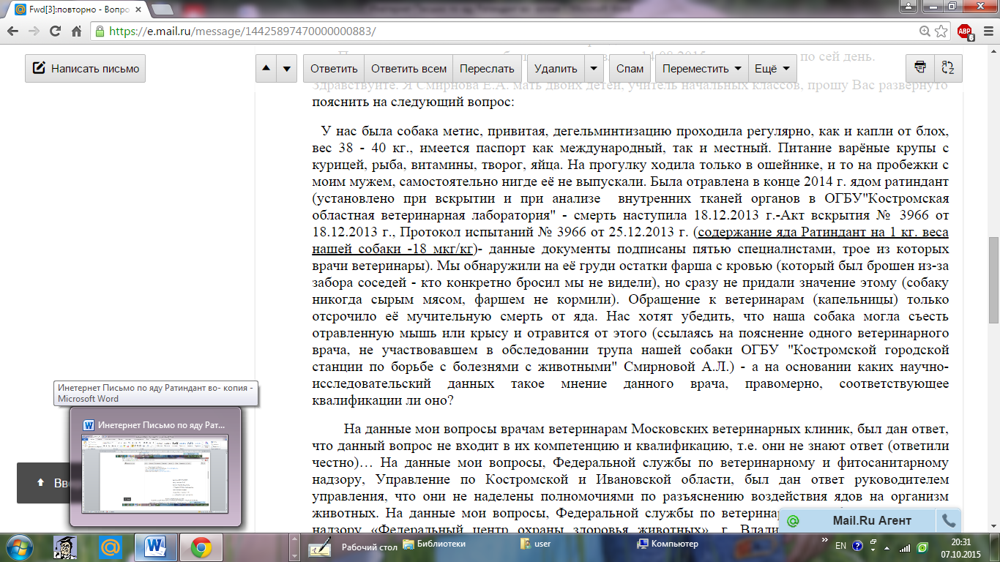 Fwd[3]:повторно - Вопро
https://e.mail.ru/message/14425897470000000883/
ABP
6
Написать письмо
Ответить
Ответить всем
Переслать
Удалить
Спам
Переместить
Ещё
14.08.2015
по сей день.
Здравствуйте. Я Смирнова Е.А. мать двоих детей, учитель начальных классов, прошу Вас развернуто
пояснить на следующий вопрос:
У нас была собака метис, привитая, дегельминтизацию проходила регулярно, как и капли от блох,
вес 38 - 40 кг., имеется паспорт как международный, так и местный. Питание варёные крупы с
курицей, рыба, витамины, творог, яйца. На прогулку ходила только в ошейнике, и то на пробежки с
моим мужем, самостоятельно нигде её не выпускали. Была отравлена в конце 2014 г. ядом ратиндант
(установлено при вскрытии и при анализе внутренних тканей органов в ОГБУ"Костромская
областная ветеринарная лаборатория" - смерть наступила 18.12.2013 г.-Акт вскрытия № 3966 от
18.12.2013 г., Протокол испытаний № 3966 от 25.12.2013 г. (содержание яда Ратиндант на 1 кг. веса
нашей собаки -18 мкг/кг)- данные документы подписаны пятью специалистами, трое из которых
врачи ветеринары). Мы обнаружили на её груди остатки фарша с кровью (который был брошен из-за
забора соседей - кто конкретно бросил мы не видели), но сразу не придали значение этому (собаку
никогда сырым мясом, фаршем не кормили). Обращение к ветеринарам (капельницы) только
отсрочило её мучительную смерть от яда. Нас хотят убедить, что наша собака могла съесть
отравленную мышь или крысу и отравится от этого (ссылаясь на пояснение одного ветеринарного
врача, не участвовавшем в обследовании трупа нашей собаки ОГБУ "Костромской городской
станции по борьбе с болезнями с животными" Смирновой А.Л.) - а на основании каких научно-
исследовательский данных такое мнение данного врача, правомерно, соответствующее
квалификации ли оно?
На данные мои вопросы врачам ветеринарам Московских ветеринарных клиник, был дан ответ,
что данный вопрос не входит в их компетенцию и квалификацию, т.е. они не знают ответ (ответили
честно)… На данные мои вопросы, Федеральной службы по ветеринарному и фитосанитарному
надзору, Управление по Костромской и Ивановской области, был дан ответ руководителем
управления, что они не наделены полномочиями по разъяснению воздействия ядов на организм
животных. На данные мои вопросы, Федеральной службы по ветерина
надзору «Федеральный центр охраны здоровья животных», г. Влади
Инетернет Письмо по яду Ратиндант во- копия -
Microsoft Word
Инетернет Письмо по яду Рат...
Вве
Mail.Ru Агент
Рабочий стол
Библиотеки
user
Компьютер
EN
20:31
07.10.2015